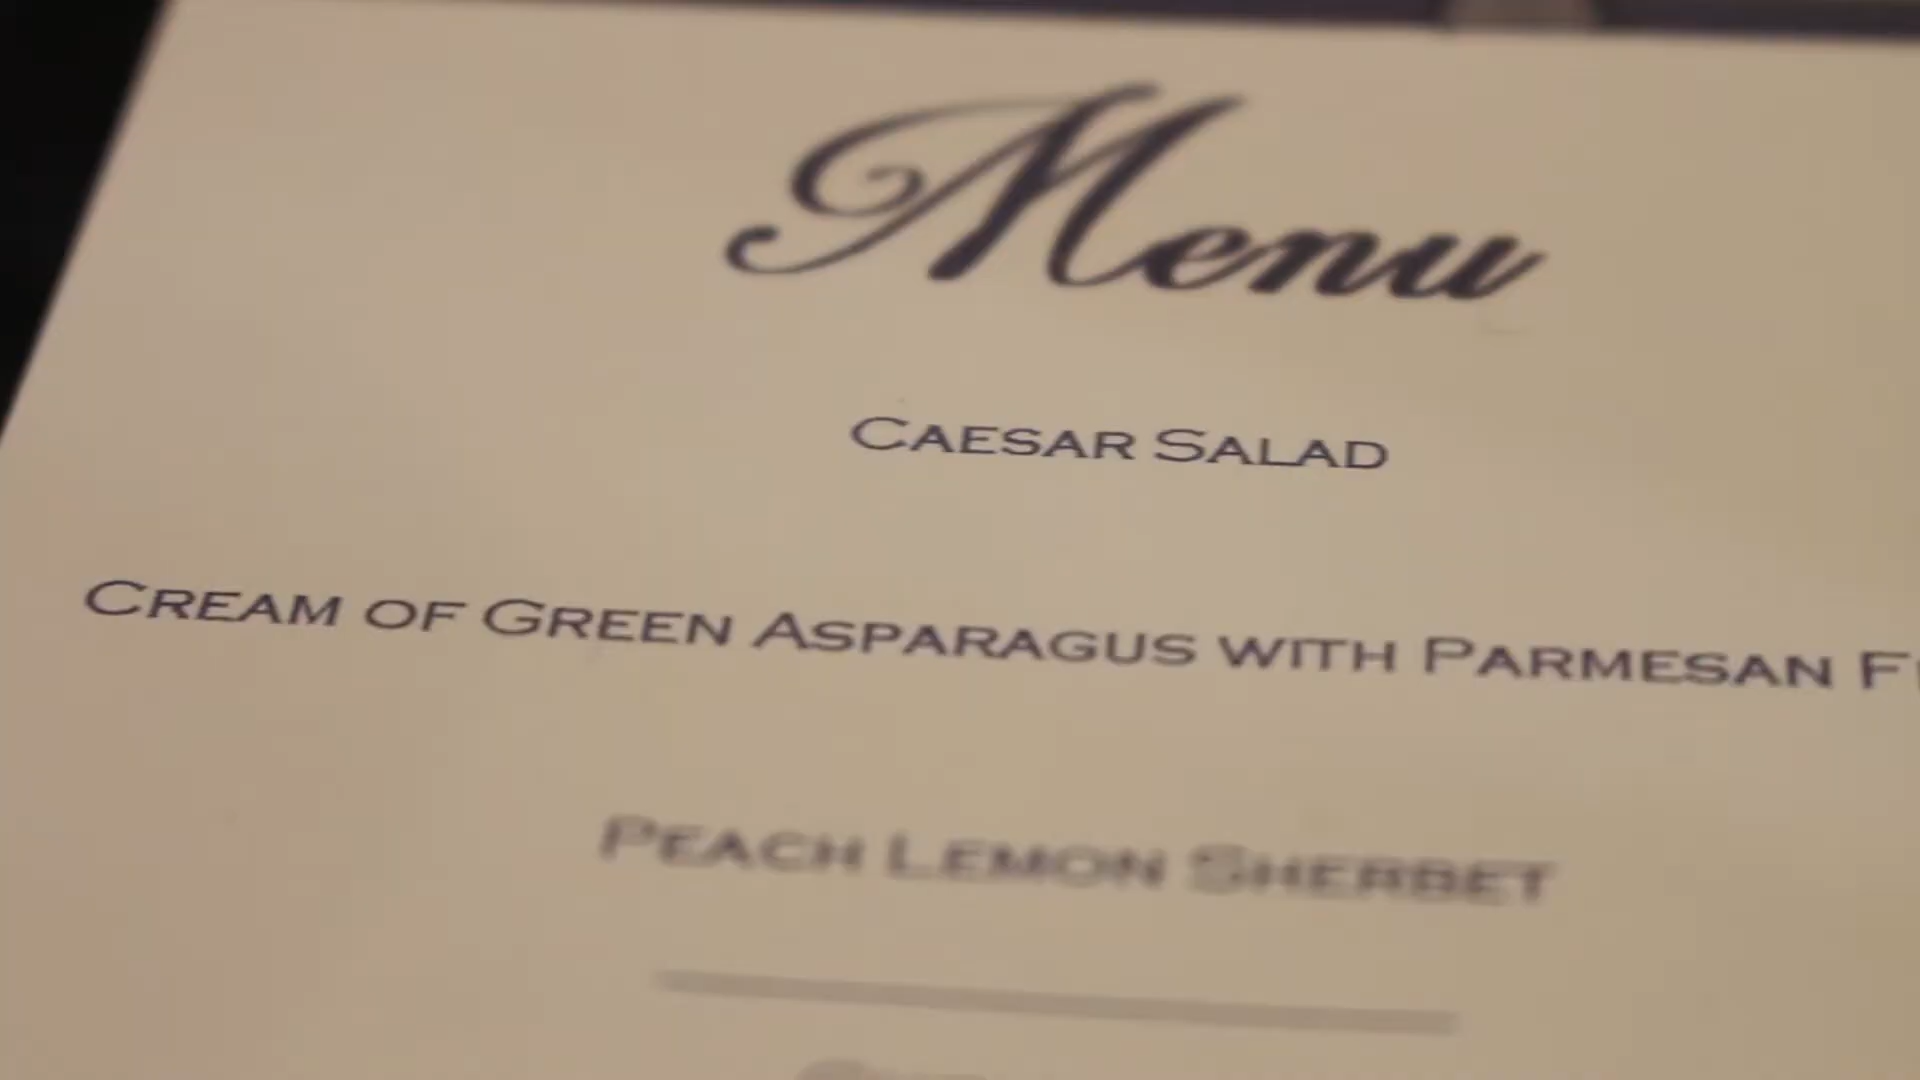 Menu
CAESAR SALAD
CREAM OF GREEN ASPARAGUS WITH PARMESAN
PEACH LEMON SHERBET